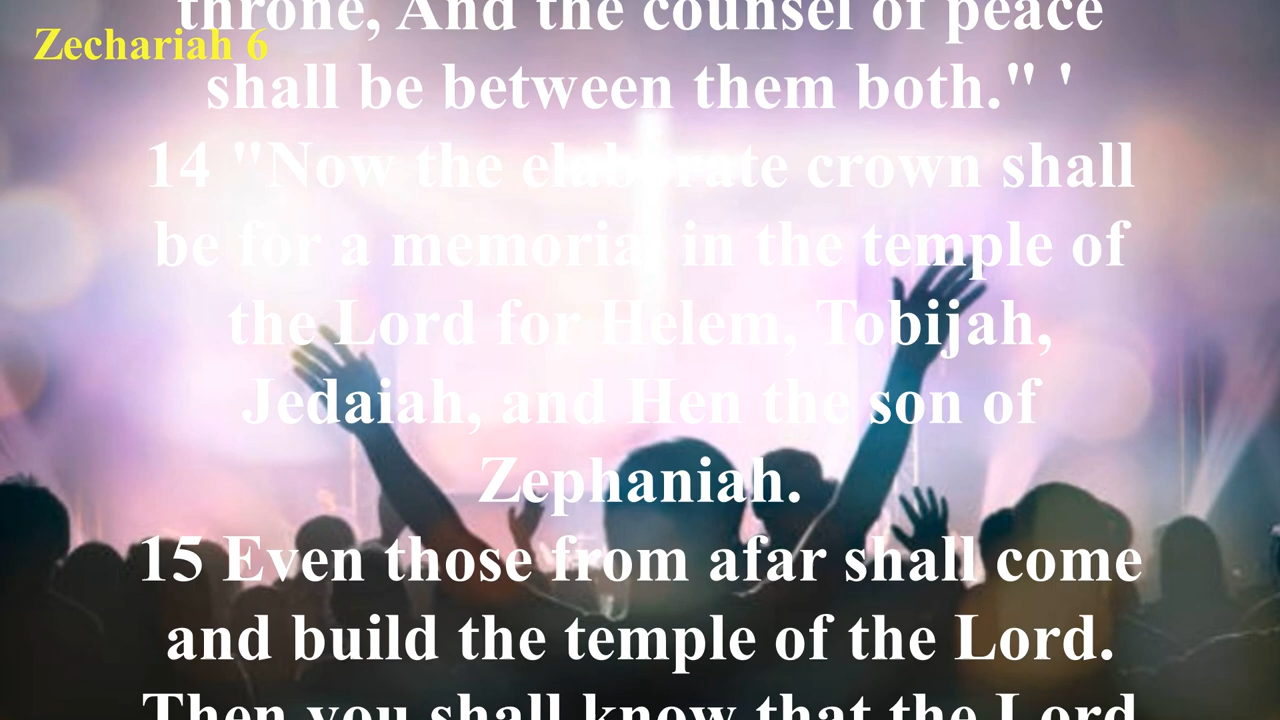 throne, And the counsel of peace
Zechariah 6
shall be between them both." '
14 "Now the elaborate crown shall
be for a memorial in the temple of
the Lord for Helem, Tobijah,
Jedaiah, and Hen the son of
Zephaniah.
15 Even those from afar shall come
and build the temple of the Lord.
Then you shall know that the Lord